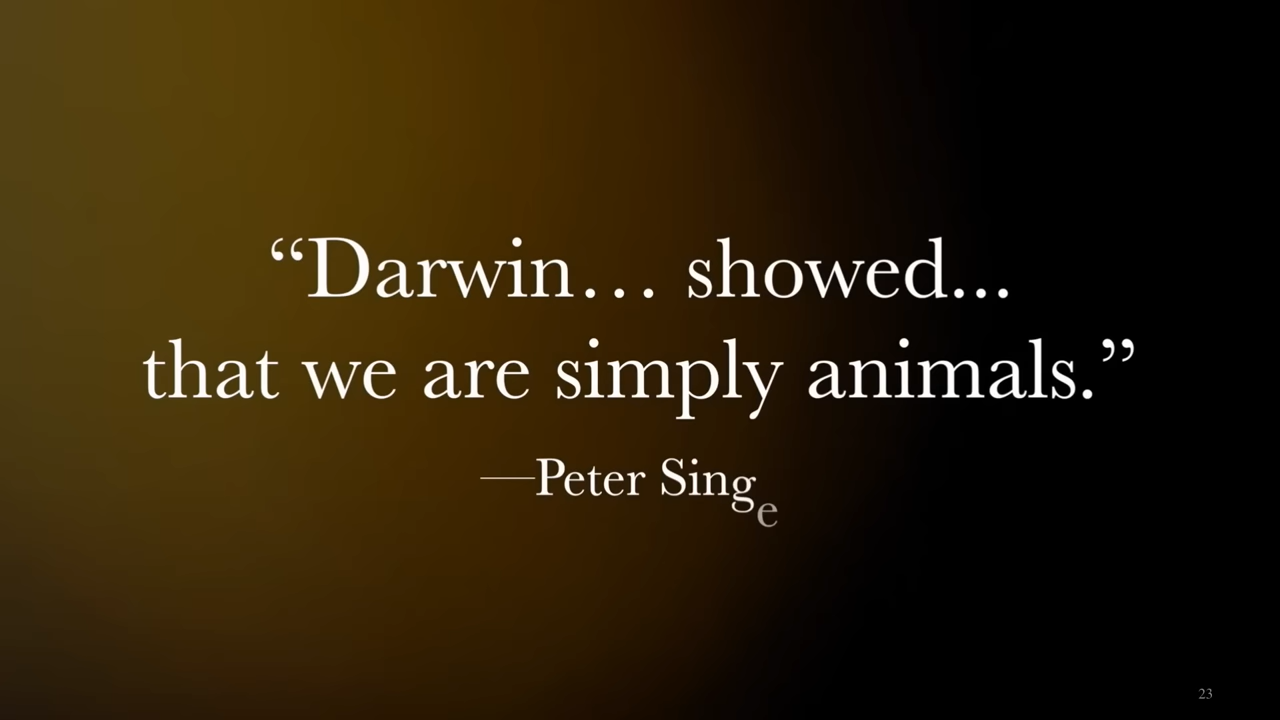 “Darwin… showed...
that we are simply animals.”
—Peter Singe
23